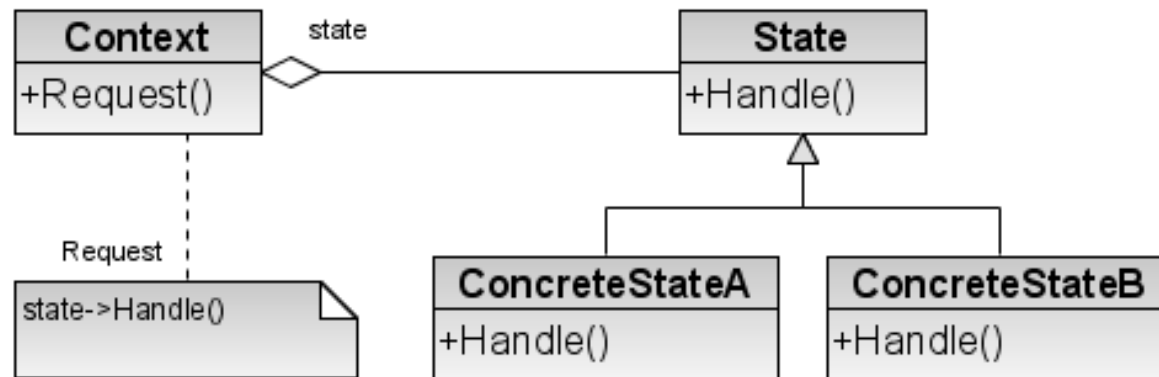 Context
+Request()
state
State
+Handle()
Request
state->Handle()
ConcreteStateA
+Handle()
ConcreteStateB
+Handle()